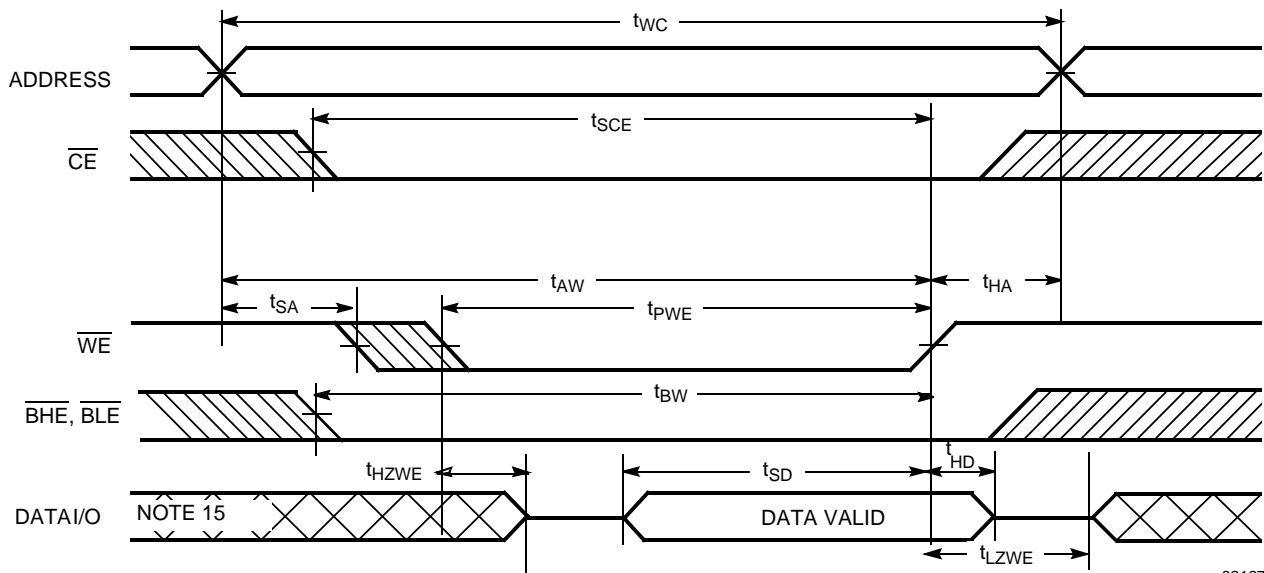 tWC
ADDRESS
tSCE
CE
tAW
tHA
tSA
tPWE
WE
tBW
BHE, BLE
tHD
tHZWE
tSD
DATA I/O
NOTE 15
DATA VALID
tLZWE